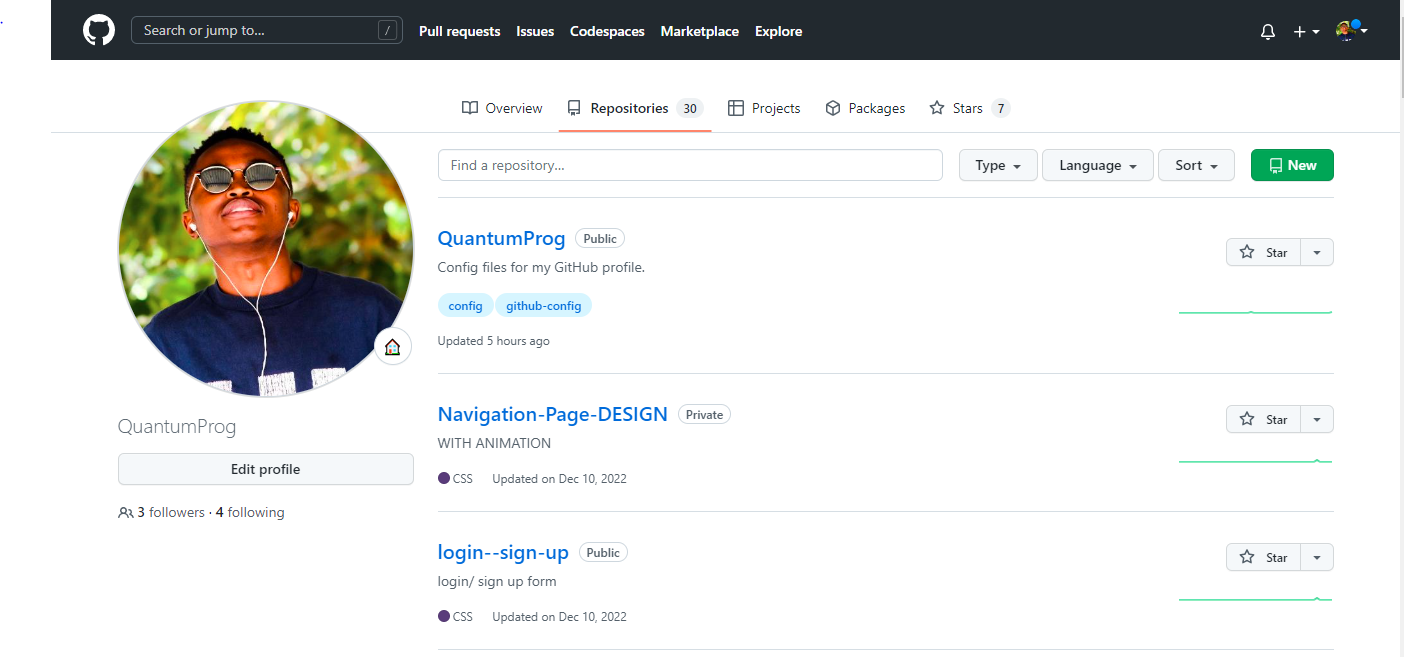 .
Search or jump to... / Pull requests Issues Codespaces Marketplace Explore
Overview Repositories 30 Projects Packages Stars 7
Find a repository... Type Language Sort New
QuantumProg Public Star
Config files for my GitHub profile.
config github-config
Updated 5 hours ago
Navigation-Page-DESIGN Private Star
WITH ANIMATION
CSS Updated on Dec 10, 2022
login--sign-up Public Star
login/ sign up form
CSS Updated on Dec 10, 2022
QuantumProg
Edit profile
3 followers · 4 following